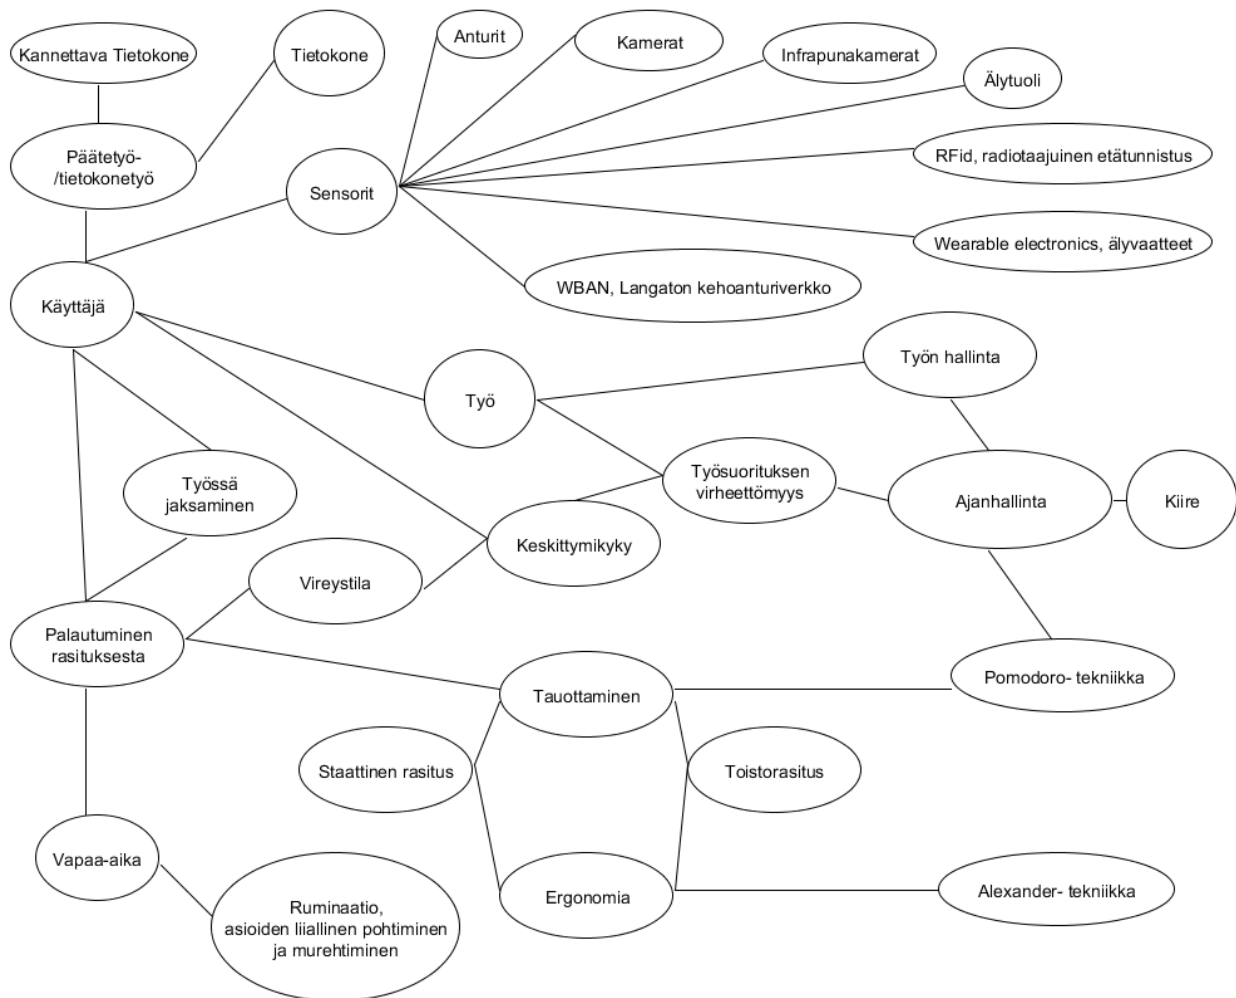 Kannettava Tietokone
Tietokone
Anturit
Kamerat
Infrapunakamerat
Älytuoli
Päätetyö-
/tietokonetyö
RFid, radiotaajuinen etätunnistus
Sensorit
Wearable electronics, älyvaatteet
WBAN, Langaton kehoanturiverkko
Käyttäjä
Työn hallinta
Työ
Työssä
jaksaminen
Työsuorituksen
virheettömyys
Ajanhallinta
Kiire
Keskittymikyky
Vireystila
Palautuminen
rasituksesta
Tauottaminen
Pomodoro- tekniikka
Staattinen rasitus
Toistorasitus
Vapaa-aika
Ergonomia
Alexander- tekniikka
Ruminaatio,
asioiden liiallinen pohtiminen
ja murehtiminen